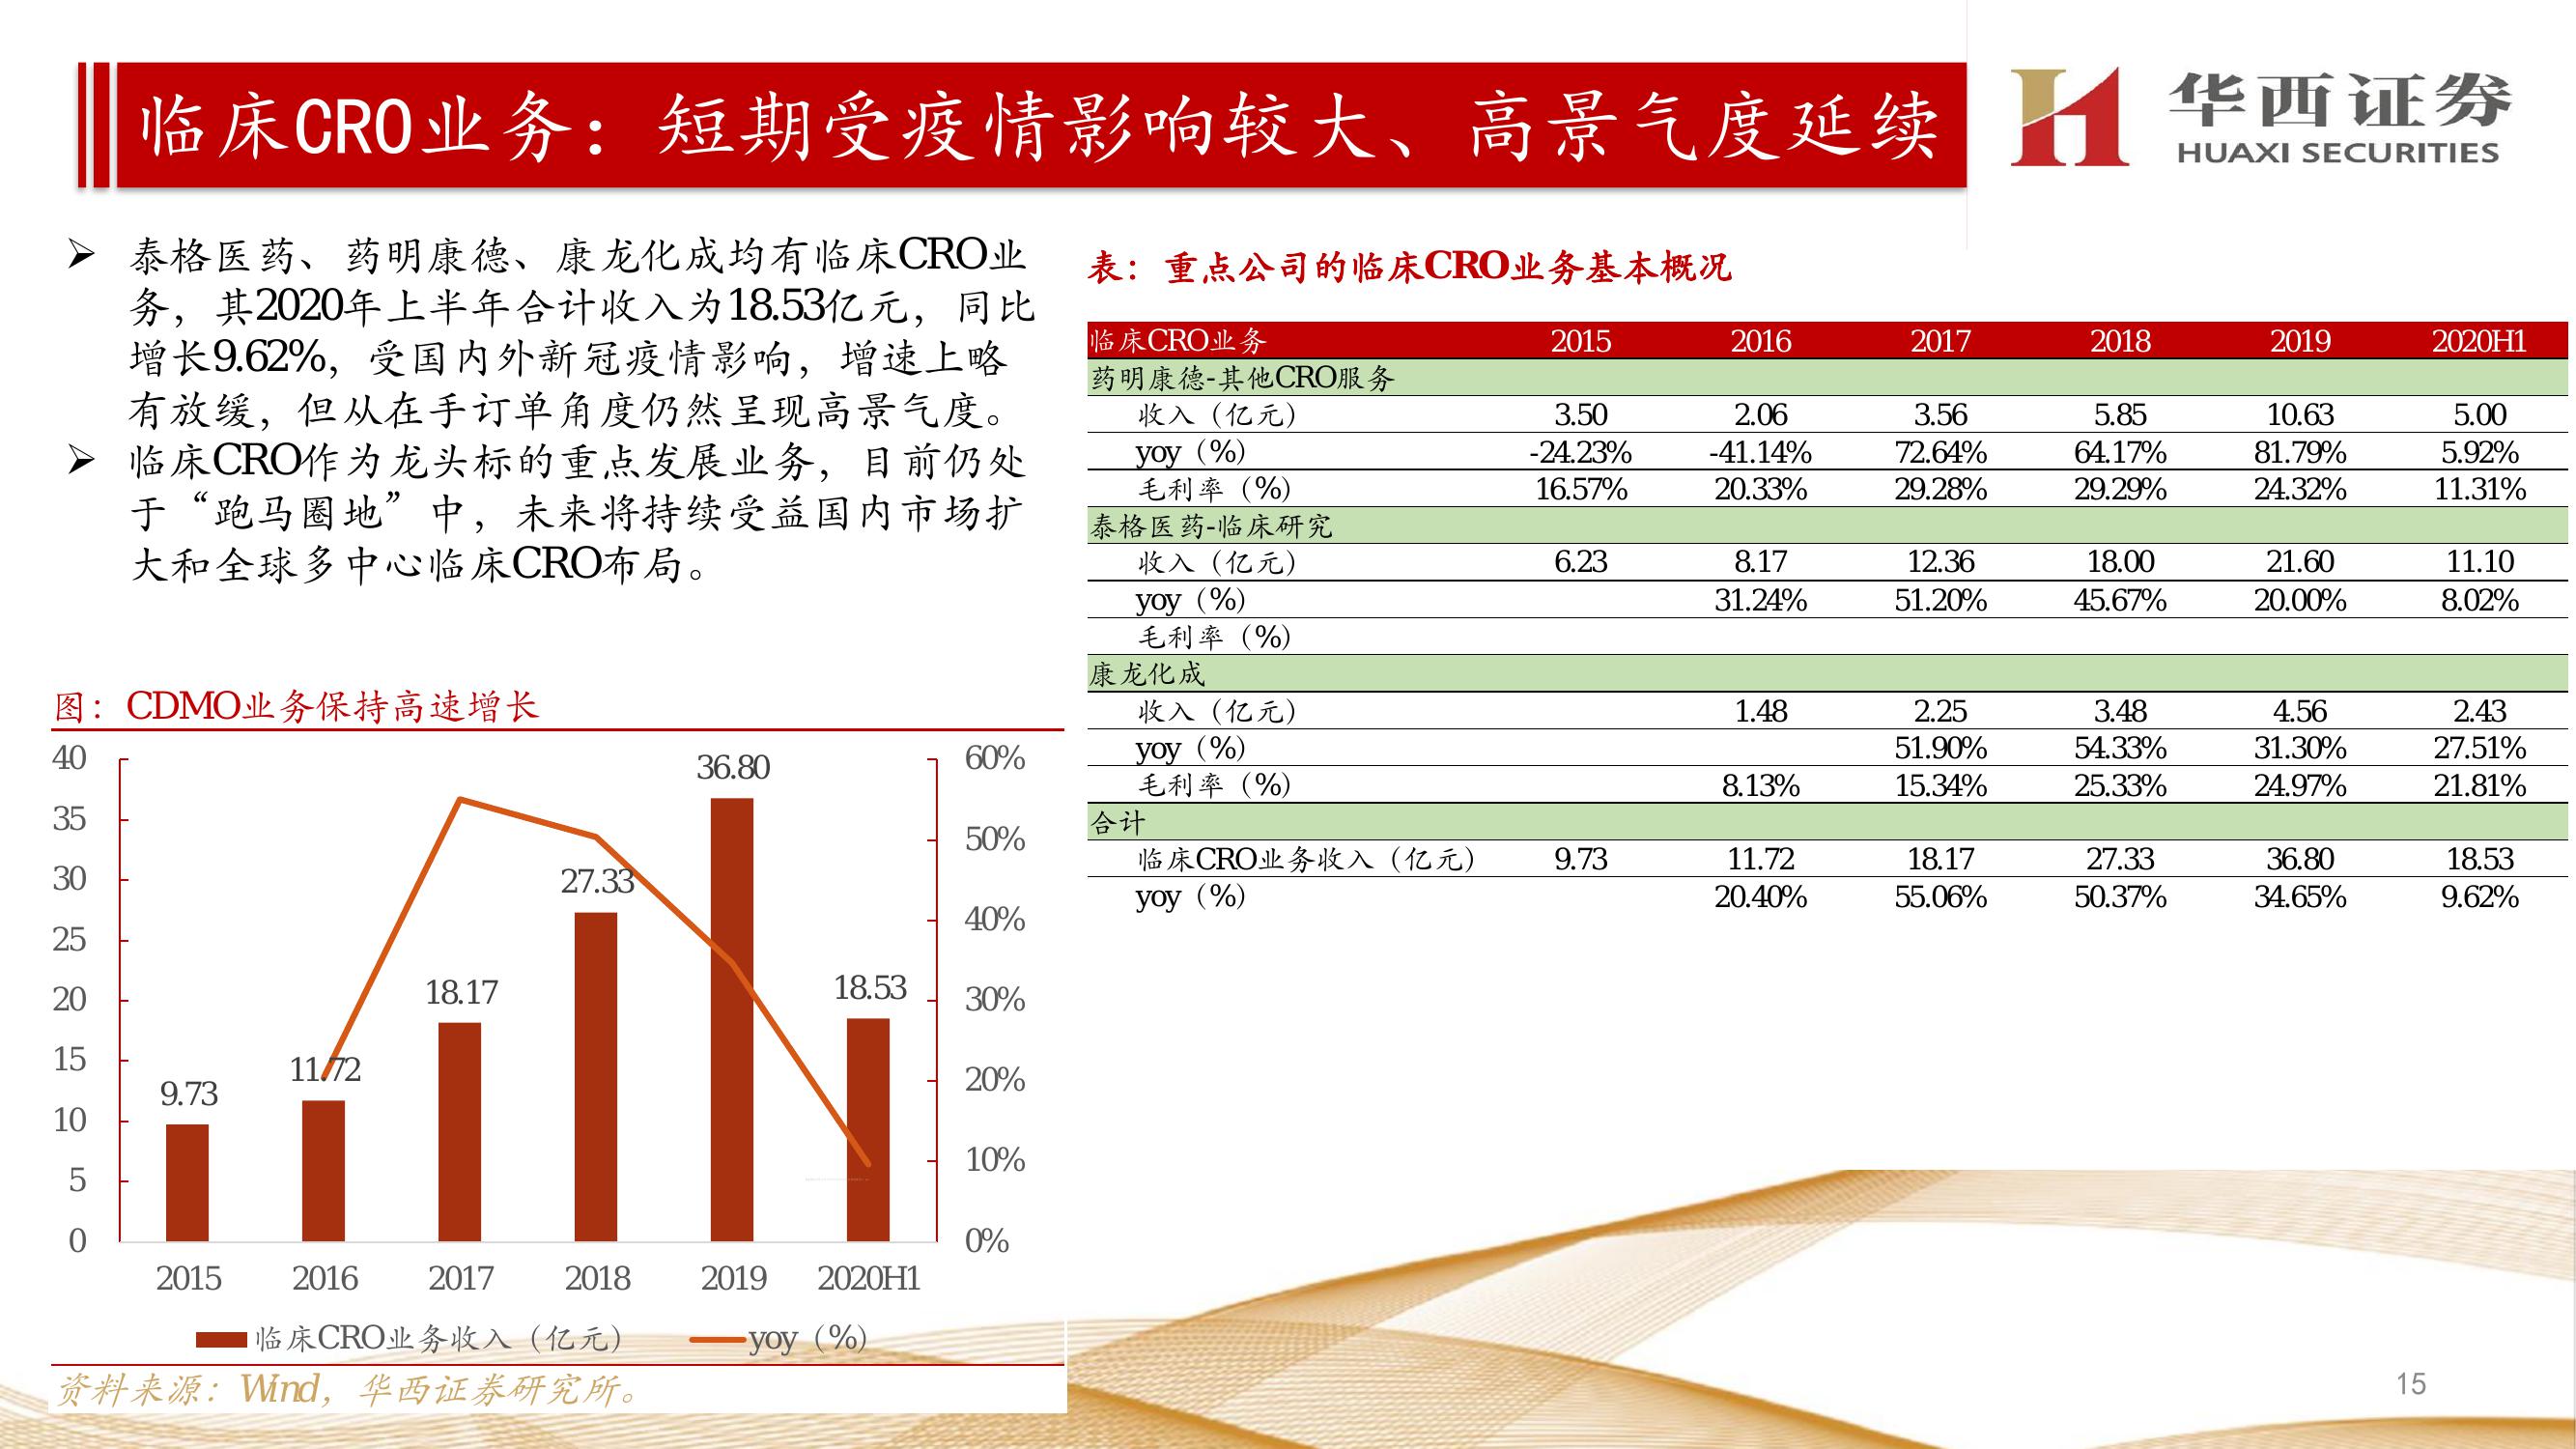 临床CRO业务：短期受疫情影响较大、高景气度延续
华西证券
HUAXI SECURITIES
➢ 泰格医药、药明康德、康龙化成均有临床CRO业
务，其2020年上半年合计收入为18.53亿元，同比
增长9.62%，受国内外新冠疫情影响，增速上略
有放缓，但从在手订单角度仍然呈现高景气度。
➢ 临床CRO作为龙头标的重点发展业务，目前仍处
于“跑马圈地”中，未来将持续受益国内市场扩
大和全球多中心临床CRO布局。
图：CDMO业务保持高速增长
40
35
30
25
20
15
10
5
0
60%
50%
40%
30%
20%
10%
0%
9.73
11.72
18.17
27.33
36.80
18.53
2015 2016 2017 2018 2019 2020H1
临床CRO业务收入（亿元） yoy（%）
资料来源：Wind，华西证券研究所。
表：重点公司的临床CRO业务基本概况
临床CRO业务 2015 2016 2017 2018 2019 2020H1
药明康德-其他CRO服务
收入（亿元） 3.50 2.06 3.56 5.85 10.63 5.00
yoy（%） -24.23% -41.14% 72.64% 64.17% 81.79% 5.92%
毛利率（%） 16.57% 20.33% 29.28% 29.29% 24.32% 11.31%
泰格医药-临床研究
收入（亿元） 6.23 8.17 12.36 18.00 21.60 11.10
yoy（%） 31.24% 51.20% 45.67% 20.00% 8.02%
毛利率（%）
康龙化成
收入（亿元） 1.48 2.25 3.48 4.56 2.43
yoy（%） 51.90% 54.33% 31.30% 27.51%
毛利率（%） 8.13% 15.34% 25.33% 24.97% 21.81%
合计
临床CRO业务收入（亿元） 9.73 11.72 18.17 27.33 36.80 18.53
yoy（%） 20.40% 55.06% 50.37% 34.65% 9.62%
15